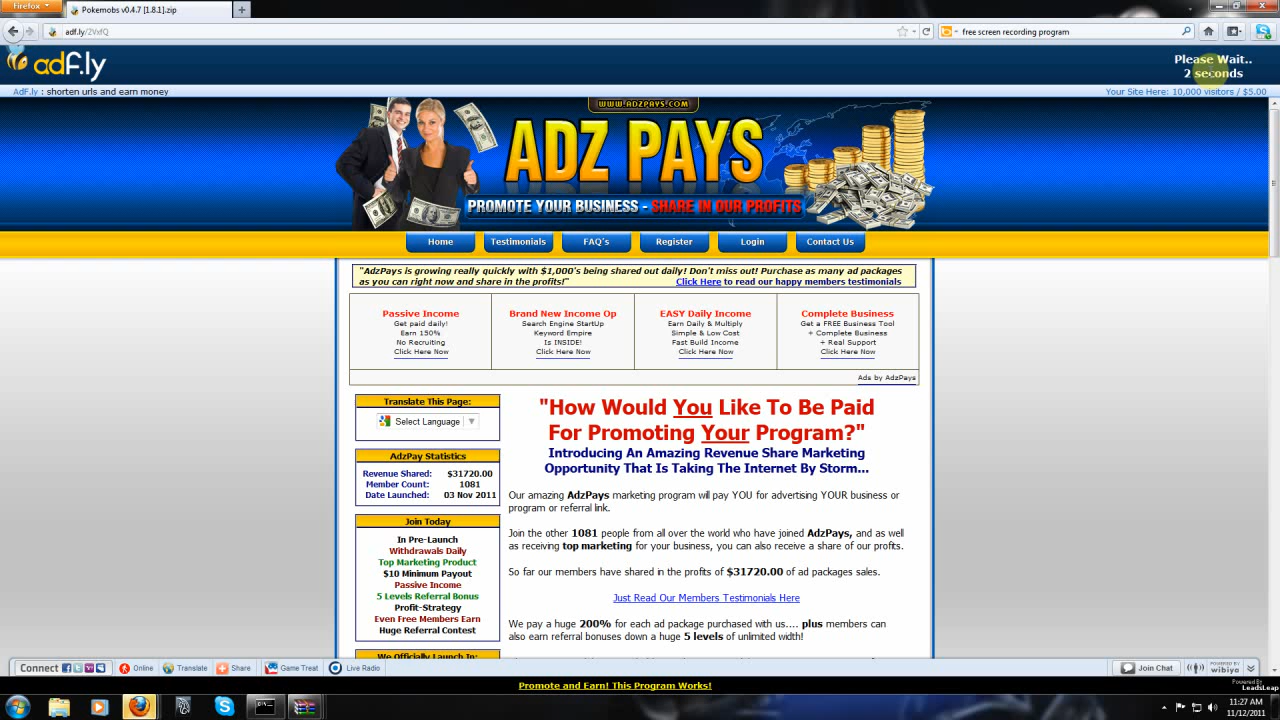 Firefox
Pokemobs v0.4.7 [1.8.1].zip
adf.ly/2VxfQ
free screen recording program
adf.ly
Please Wait..
2 seconds
AdF.ly : shorten urls and earn money
Your Site Here: 10,000 visitors / $5.00
WWW.ADZPAYS.COM
ADZ PAYS
PROMOTE YOUR BUSINESS - SHARE IN OUR PROFITS
Home
Testimonials
FAQ's
Register
Login
Contact Us
"AdzPays is growing really quickly with $1,000's being shared out daily! Don't miss out! Purchase as many ad packages
as you can right now and share in the profits!" Click Here to read our happy members testimonials
Passive Income
Get paid daily!
Earn 150%
No Recruiting
Click Here Now
Brand New Income Op
Search Engine StartUp
Keyword Empire
Is INSIDE!
Click Here Now
EASY Daily Income
Earn Daily & Multiply
Simple & Low Cost
Fast Build Income
Click Here Now
Complete Business
Get a FREE Business Tool
+ Complete Business
+ Real Support
Click Here Now
Ads by AdzPays
Translate This Page:
Select Language
AdzPays Statistics
Revenue Shared: $31720.00
Member Count: 1081
Date Launched: 03 Nov 2011
Join Today
In Pre-Launch
Withdrawals Daily
Top Marketing Product
$10 Minimum Payout
Passive Income
5 Levels Referral Bonus
Profit-Strategy
Even Free Members Earn
Huge Referral Contest
We Officially Launch In:
"How Would You Like To Be Paid
For Promoting Your Program?"
Introducing An Amazing Revenue Share Marketing
Opportunity That Is Taking The Internet By Storm...
Our amazing AdzPays marketing program will pay YOU for advertising YOUR business or
program or referral link.
Join the other 1081 people from all over the world who have joined AdzPays, and as well
as receiving top marketing for your business, you can also receive a share of our profits.
So far our members have shared in the profits of $31720.00 of ad packages sales.
Just Read Our Members Testimonials Here
We pay a huge 200% for each ad package purchased with us.... plus members can
also earn referral bonuses down a huge 5 levels of unlimited width!
Connect
Online
Translate
Share
Game Treat
Live Radio
Join Chat
POWERED BY
wibiya
Promote and Earn! This Program Works!
Powered By
LeadsLeap
11:27 AM
11/12/2011